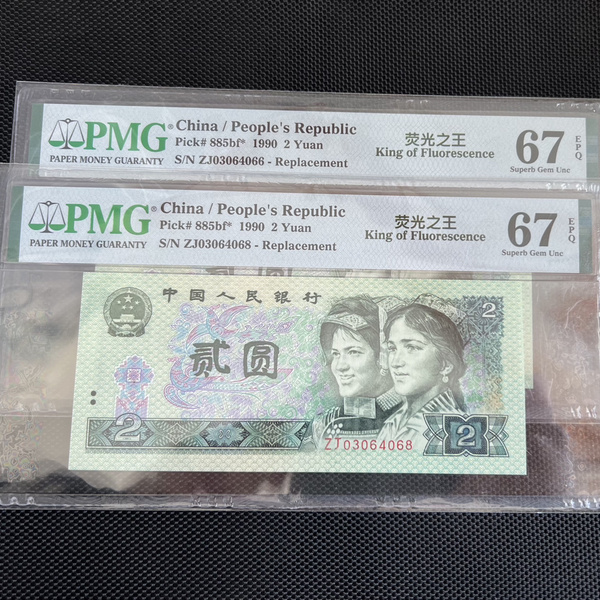 PMG®
PAPER MONEY GUARANTY
China / People's Republic
Pick# 885bf* 1990 2 Yuan
S/N ZJ03064066 - Replacement
荧光之王
King of Fluorescence
67
EPQ
Superb Gem Unc
PMG®
PAPER MONEY GUARANTY
China / People's Republic
Pick# 885bf* 1990 2 Yuan
S/N ZJ03064068 - Replacement
荧光之王
King of Fluorescence
67
EPQ
Superb Gem Unc
中国人民银行
2
贰圆
2
ZJ03064068
2